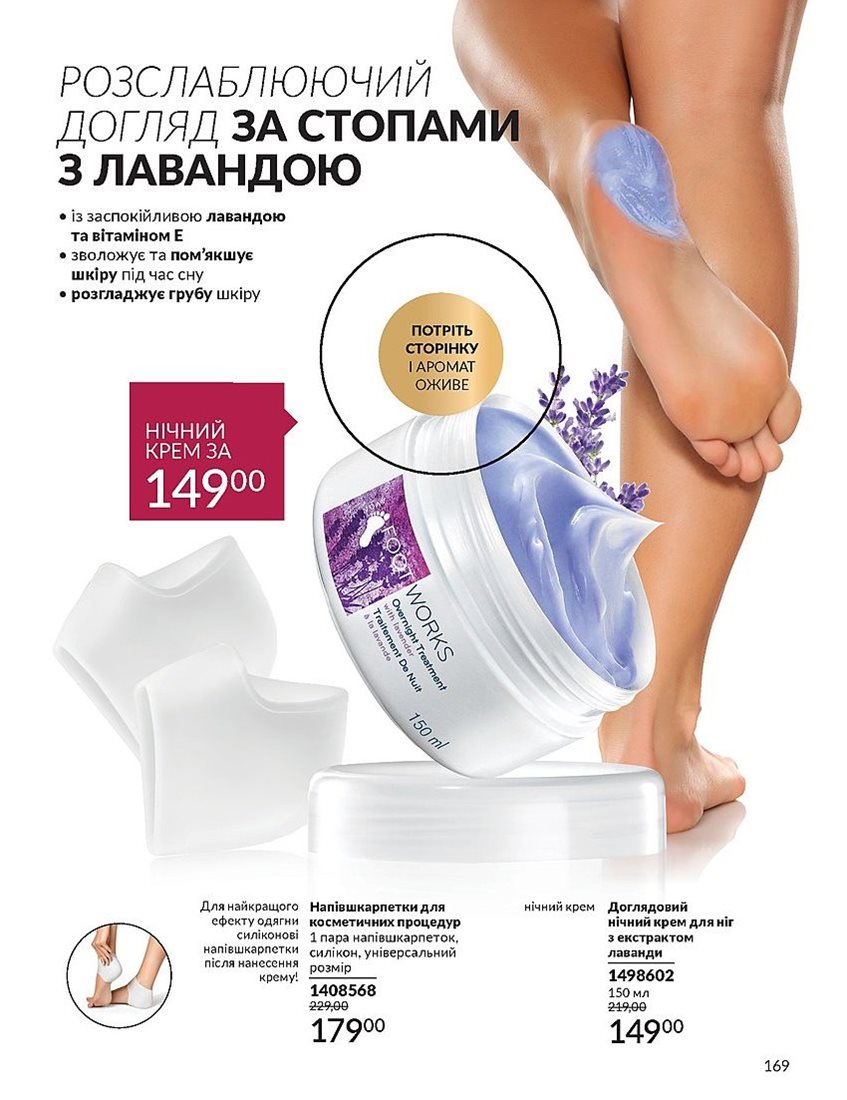 РОЗСЛАБЛЮЮЧИЙ
ДОГЛЯД ЗА СТОПАМИ
З ЛАВАНДОЮ
• із заспокійливою лавандою
та вітаміном Е
• зволожує та пом’якшує
шкіру під час сну
• розгладжує грубу шкіру
ПОТРІТЬ
СТОРІНКУ
І АРОМАТ
ОЖИВЕ
НІЧНИЙ
КРЕМ ЗА
14900
FOOT
WORKS
Overnight Treatment
with lavender
Traitement De Nuit
à la lavande
150 ml
Для найкращого
ефекту одягни
силіконові
напівшкарпетки
після нанесення
крему!
Напівшкарпетки для
косметичних процедур
1 пара напівшкарпеток,
силікон, універсальний
розмір
1408568
229,00
17900
нічний крем
Доглядовий
нічний крем для ніг
з екстрактом
лаванди
1498602
150 мл
219,00
14900
169